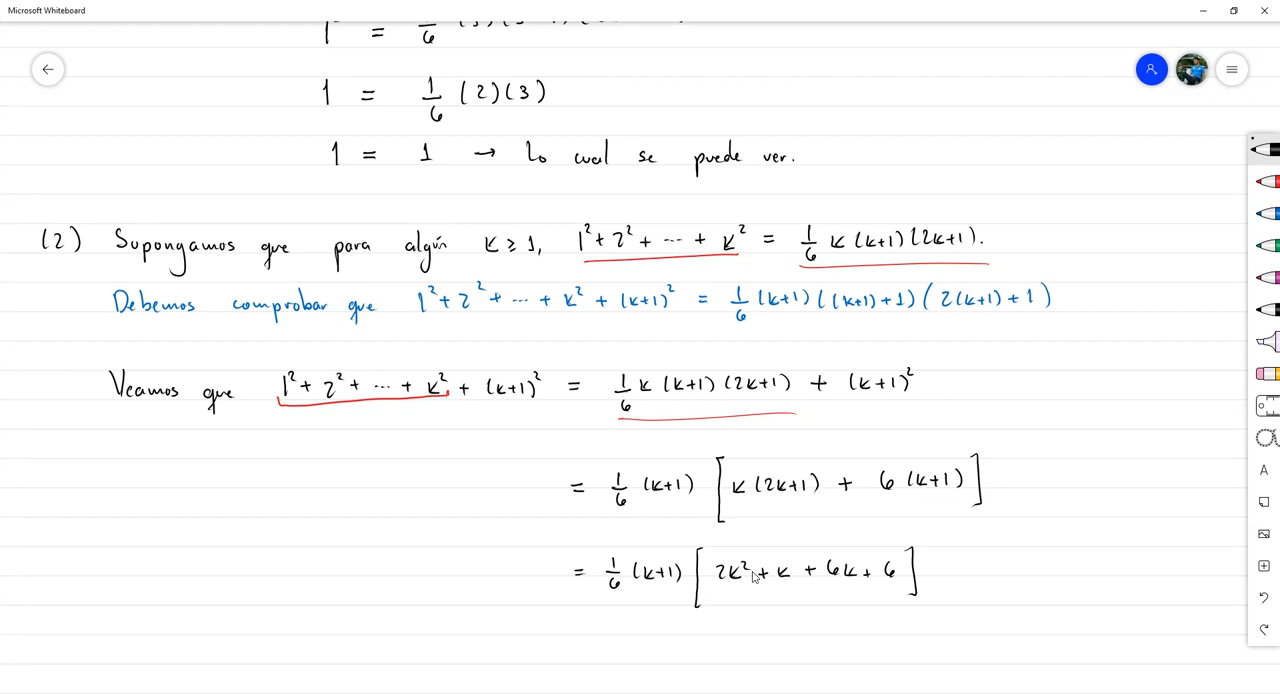 Microsoft Whiteboard
1 = 1/6 (2)(3)
1 = 1 → Lo cual se puede ver.
(2) Supongamos que para algún K ≥ 1, 1² + 2² + ... + K² = 1/6 K (K+1) (2K+1).
Debemos comprobar que 1² + 2² + ... + K² + (K+1)² = 1/6 (K+1) ((K+1) + 1) (2(K+1) + 1)
Veamos que 1² + 2² + ... + K² + (K+1)² = 1/6 K (K+1) (2K+1) + (K+1)²
= 1/6 (K+1) [K (2K+1) + 6 (K+1)]
= 1/6 (K+1) [2K² + K + 6K + 6]
A